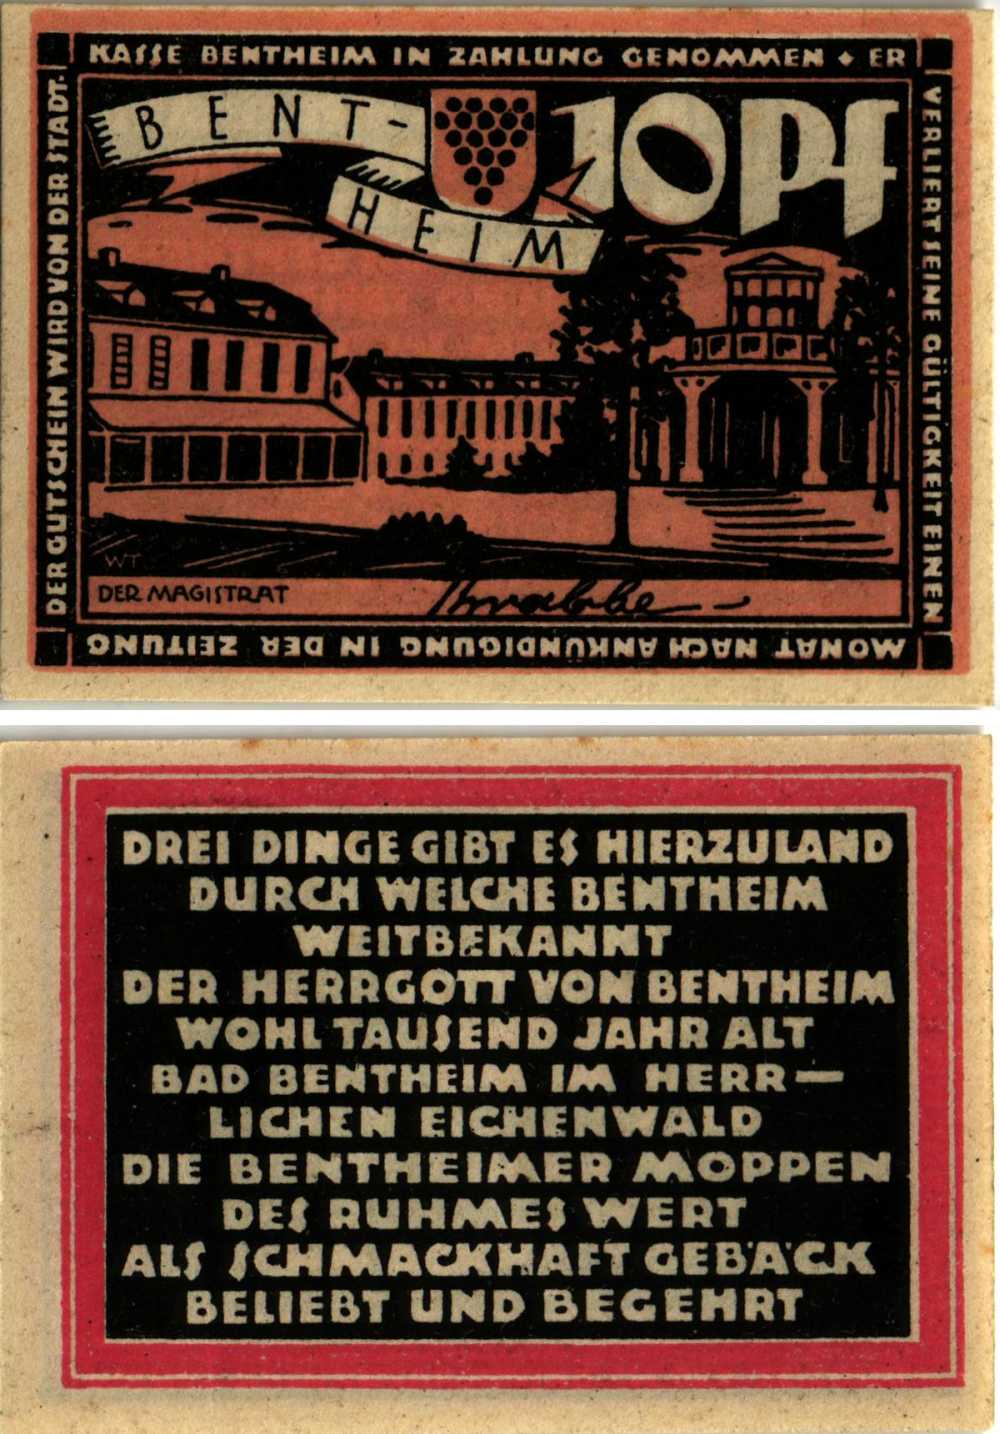 DER GUTSCHEIN WIRD VON DER STADT-
KASSE BENTHEIM IN ZAHLUNG GENOMMEN ✦ ER
VERLIERT SEINE GÜLTIGKEIT EINEN
MONAT NACH ANKÜNDIGUNG IN DER ZEITUNG
BENT-
HEIM
10 Pf
WT
DER MAGISTRAT
Krabbe
DREI DINGE GIBT ES HIERZULAND
DURCH WELCHE BENTHEIM
WEITBEKANNT
DER HERRGOTT VON BENTHEIM
WOHL TAUSEND JAHR ALT
BAD BENTHEIM IM HERR—
LICHEN EICHENWALD
DIE BENTHEIMER MOPPEN
DES RUHMES WERT
ALS SCHMACKHAFT GEBÄCK
BELIEBT UND BEGEHRT